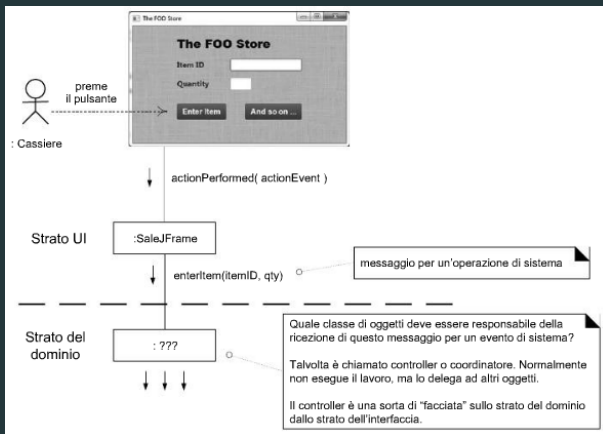 The FOO Store
The FOO Store
Item ID
Quantity
Enter Item
And so on ...
preme
il pulsante
: Cassiere
actionPerformed( actionEvent )
Strato UI
:SaleJFrame
enterItem(itemID, qty)
messaggio per un'operazione di sistema
Strato del
dominio
: ???
Quale classe di oggetti deve essere responsabile della
ricezione di questo messaggio per un evento di sistema?
Talvolta è chiamato controller o coordinatore. Normalmente
non esegue il lavoro, ma lo delega ad altri oggetti.
Il controller è una sorta di "facciata" sullo strato del dominio
dallo strato dell'interfaccia.